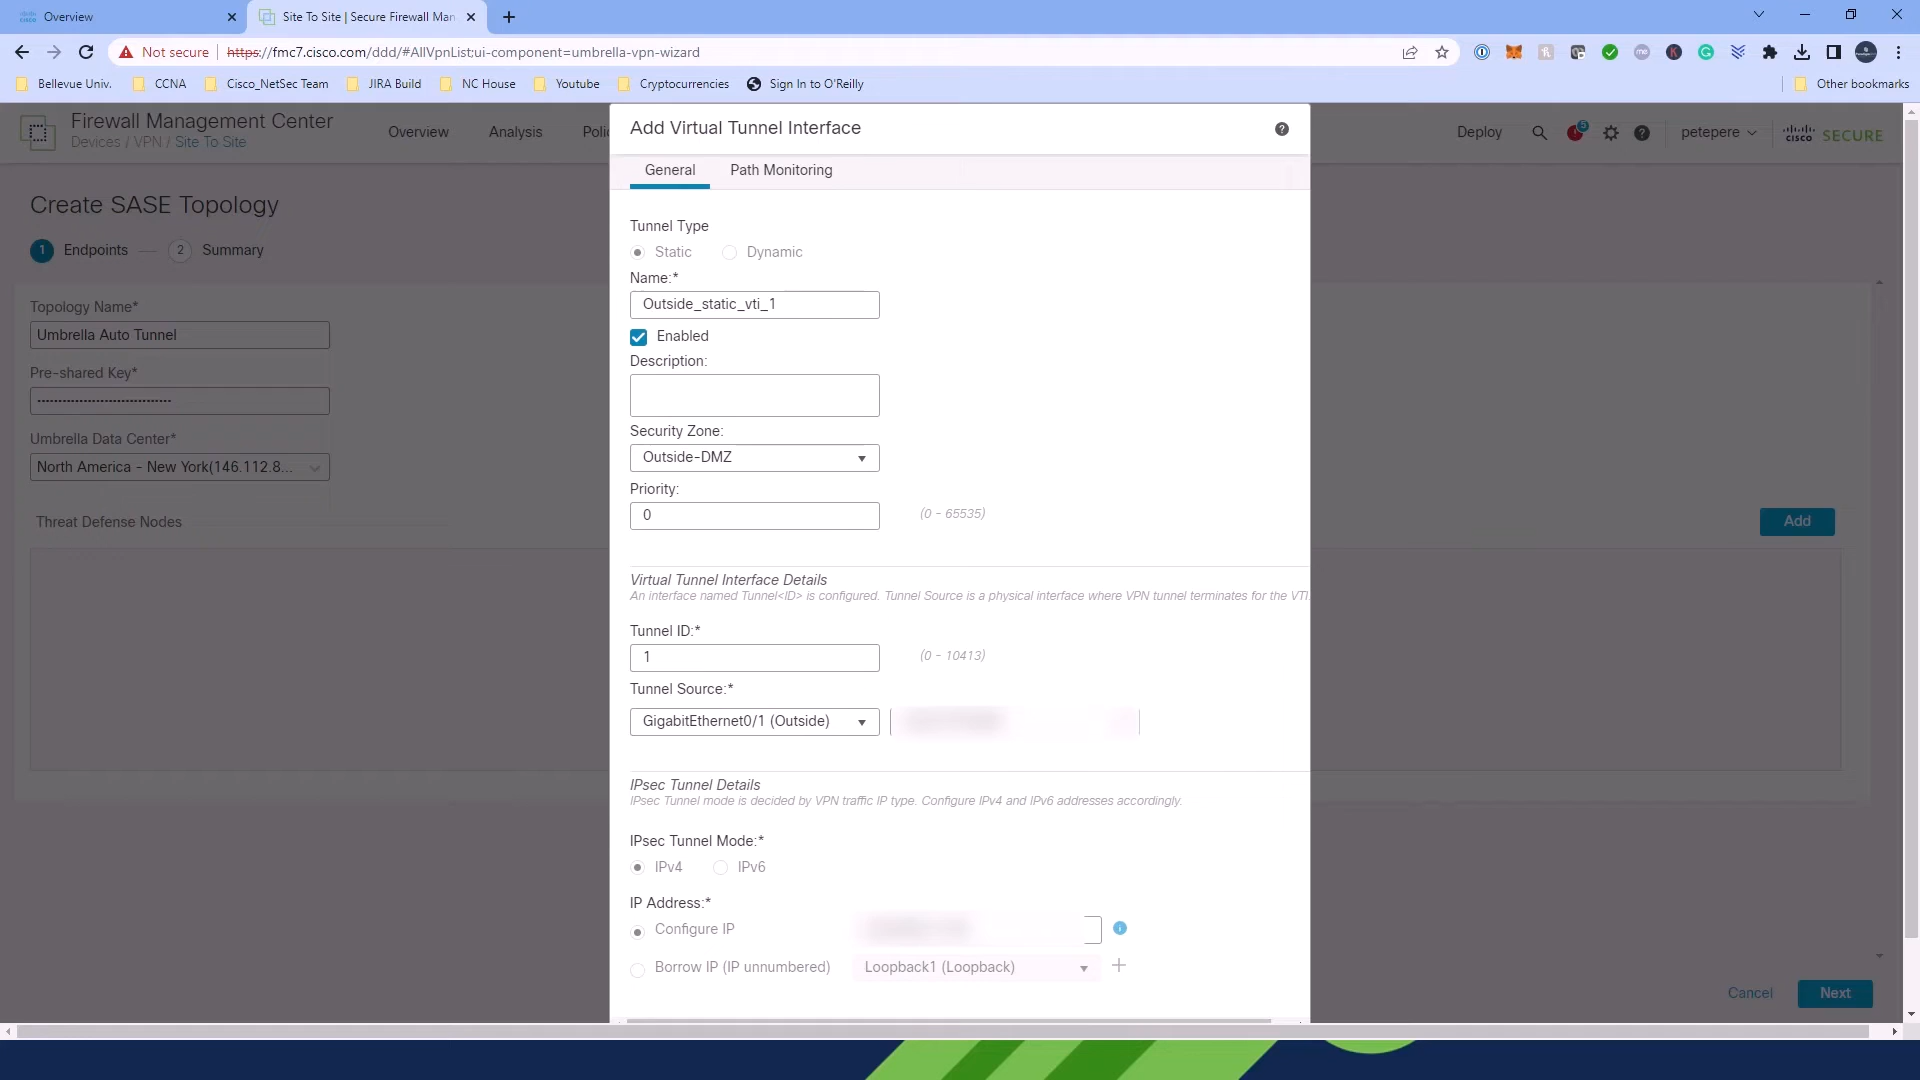 Overview
Site To Site | Secure Firewall Man
Not secure
https://fmc7.cisco.com/ddd/#AllVpnList;ui-component=umbrella-vpn-wizard
Bellevue Univ.
CCNA
Cisco_NetSec Team
JIRA Build
NC House
Youtube
Cryptocurrencies
Sign In to O'Reilly
Other bookmarks
Firewall Management Center
Devices / VPN / Site To Site
Overview
Analysis
Poli
Deploy
5
petepere
cisco SECURE
Create SASE Topology
1 Endpoints
2 Summary
Topology Name*
Umbrella Auto Tunnel
Pre-shared Key*
Umbrella Data Center*
North America - New York(146.112.8...
Threat Defense Nodes
Add
Cancel
Next
Add Virtual Tunnel Interface
General
Path Monitoring
Tunnel Type
Static
Dynamic
Name:*
Outside_static_vti_1
Enabled
Description:
Security Zone:
Outside-DMZ
Priority:
0
(0 - 65535)
Virtual Tunnel Interface Details
An interface named Tunnel<ID> is configured. Tunnel Source is a physical interface where VPN tunnel terminates for the VTI.
Tunnel ID:*
1
(0 - 10413)
Tunnel Source:*
GigabitEthernet0/1 (Outside)
IPsec Tunnel Details
IPsec Tunnel mode is decided by VPN traffic IP type. Configure IPv4 and IPv6 addresses accordingly.
IPsec Tunnel Mode:*
IPv4
IPv6
IP Address:*
Configure IP
Borrow IP (IP unnumbered)
Loopback1 (Loopback)